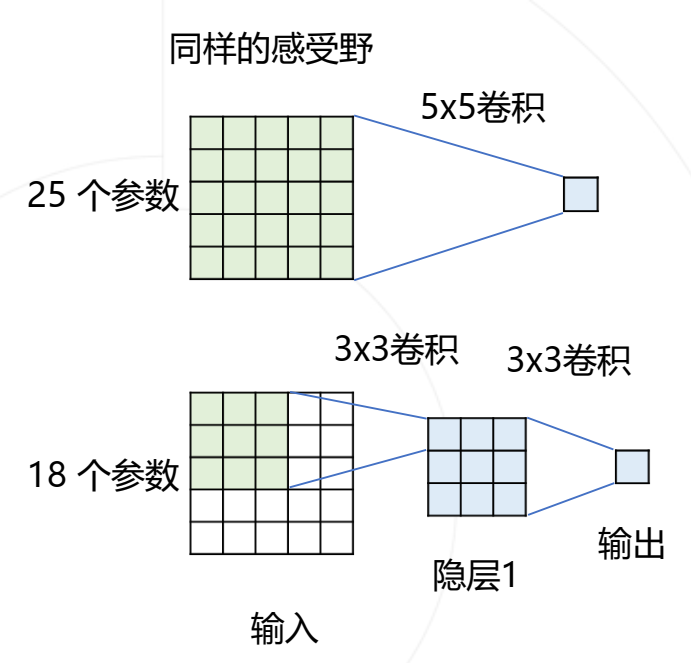 同样的感受野
5x5卷积
25 个参数
3x3卷积
3x3卷积
18 个参数
输出
隐层1
输入